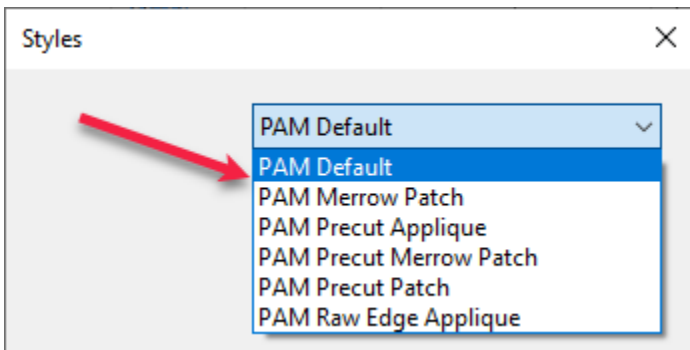 Styles
PAM Default
PAM Default
PAM Merrow Patch
PAM Precut Applique
PAM Precut Merrow Patch
PAM Precut Patch
PAM Raw Edge Applique